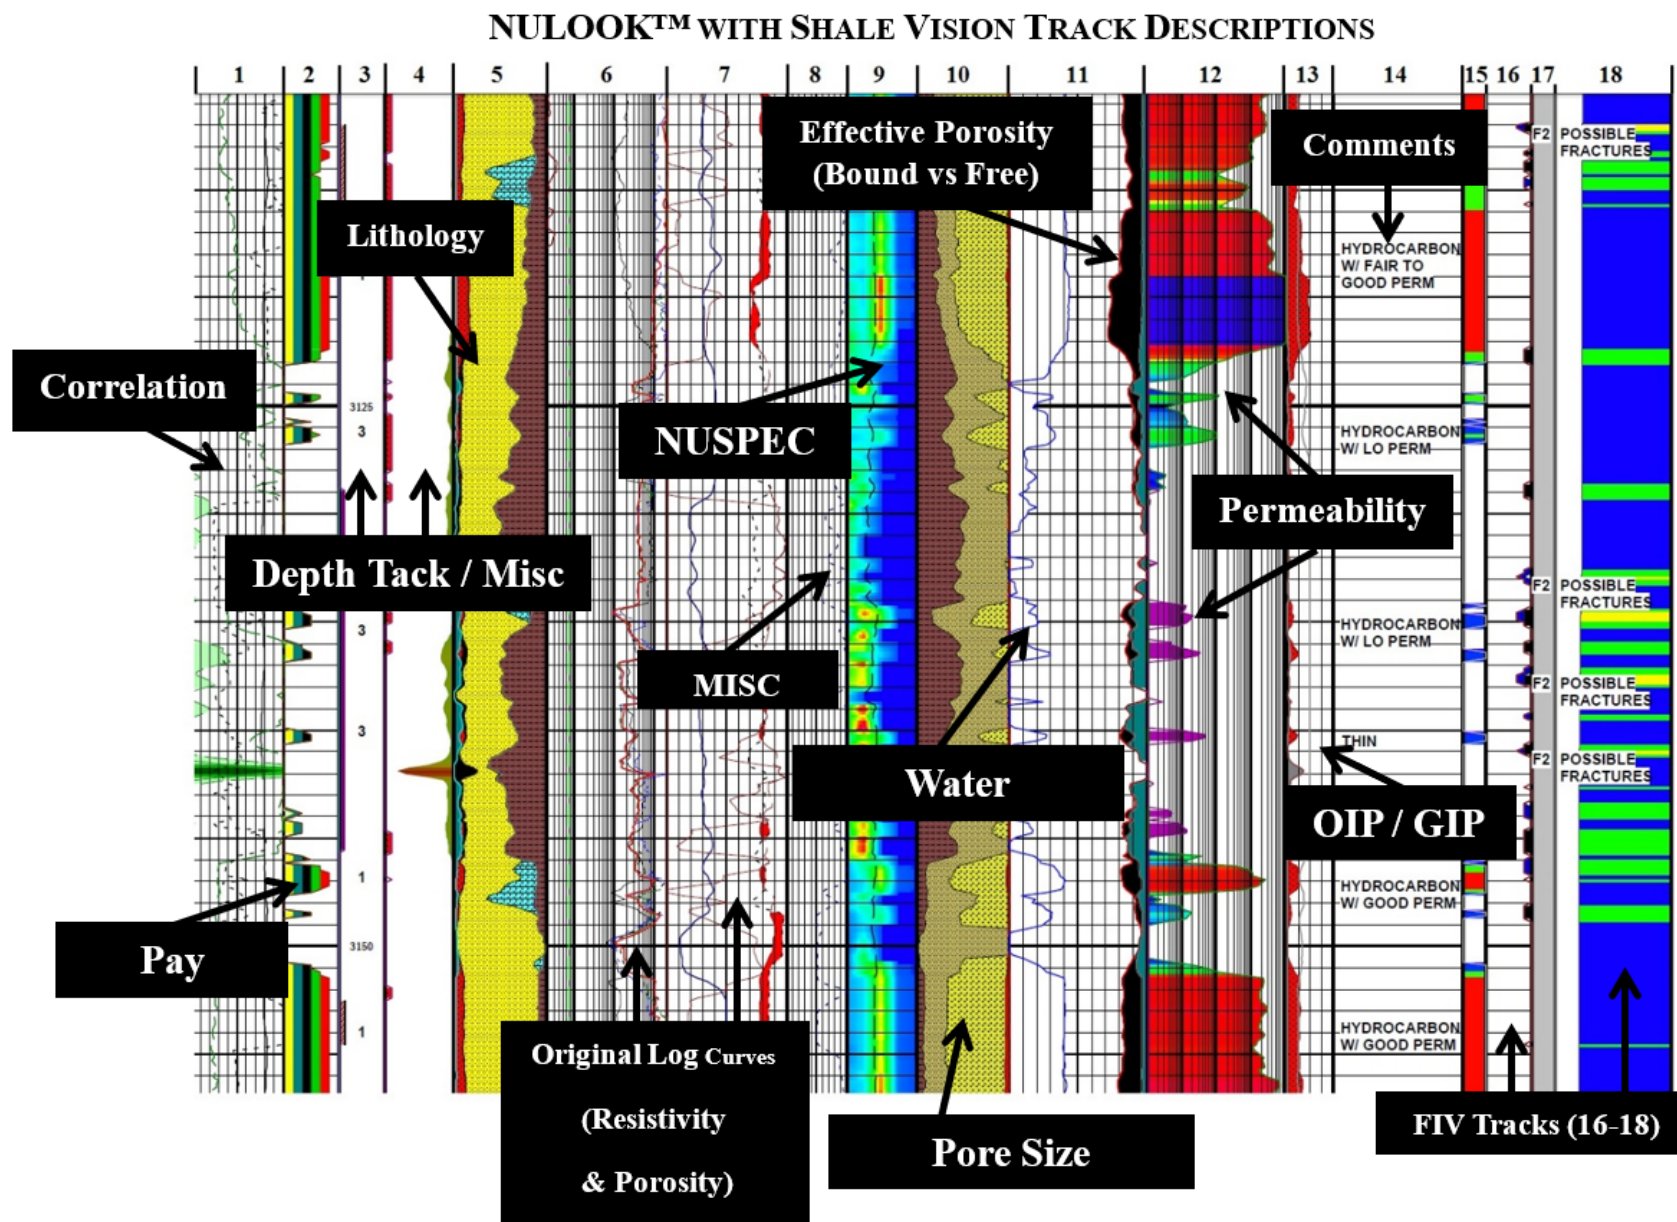 NULOOK™ WITH SHALE VISION TRACK DESCRIPTIONS
1 2 3 4 5 6 7 8 9 10 11 12 13 14 15 16 17 18
Effective Porosity
(Bound vs Free)
Comments
F2 POSSIBLE
FRACTURES
Lithology
HYDROCARBON
W/ FAIR TO
GOOD PERM
Correlation
3125
3
NUSPEC
HYDROCARBON
W/ LO PERM
Permeability
Depth Tack / Misc
F2 POSSIBLE
FRACTURES
3
HYDROCARBON
W/ LO PERM
MISC
F2 POSSIBLE
FRACTURES
3
THIN
Water
F2 POSSIBLE
FRACTURES
OIP / GIP
1
HYDROCARBON
W/ GOOD PERM
Pay
3150
1
HYDROCARBON
W/ GOOD PERM
Original Log Curves
(Resistivity
& Porosity)
Pore Size
FIV Tracks (16-18)